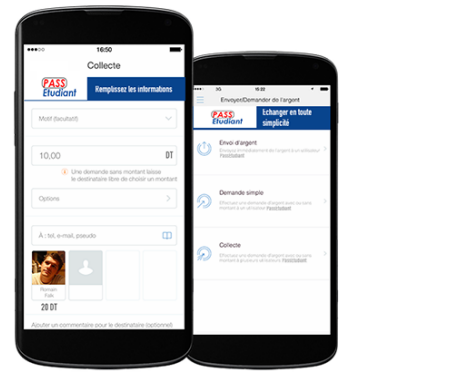 16:50
Collecte
PASS
Etudiant
Remplissez les informations
Motif (facultatif)
10,00 DT
Une demande sans montant laisse
le destinataire libre de choisir un montant
Options
À : tel, e-mail, pseudo
Romain
20 DT
Ajouter un commentaire pour le destinataire (optionnel)
3G 15:22
Envoyer/Demander de l'argent
PASS
Etudiant
Echanger en toute
simplicité
Envoi d'argent
Envoyez immédiatement de l'argent à un utilisateur
PassEtudiant
Demande simple
Effectuez une demande d'argent avec ou sans
montant à un utilisateur PassEtudiant
Collecte
Effectuez une demande d'argent avec ou sans
montant à plusieurs utilisateurs PassEtudiant